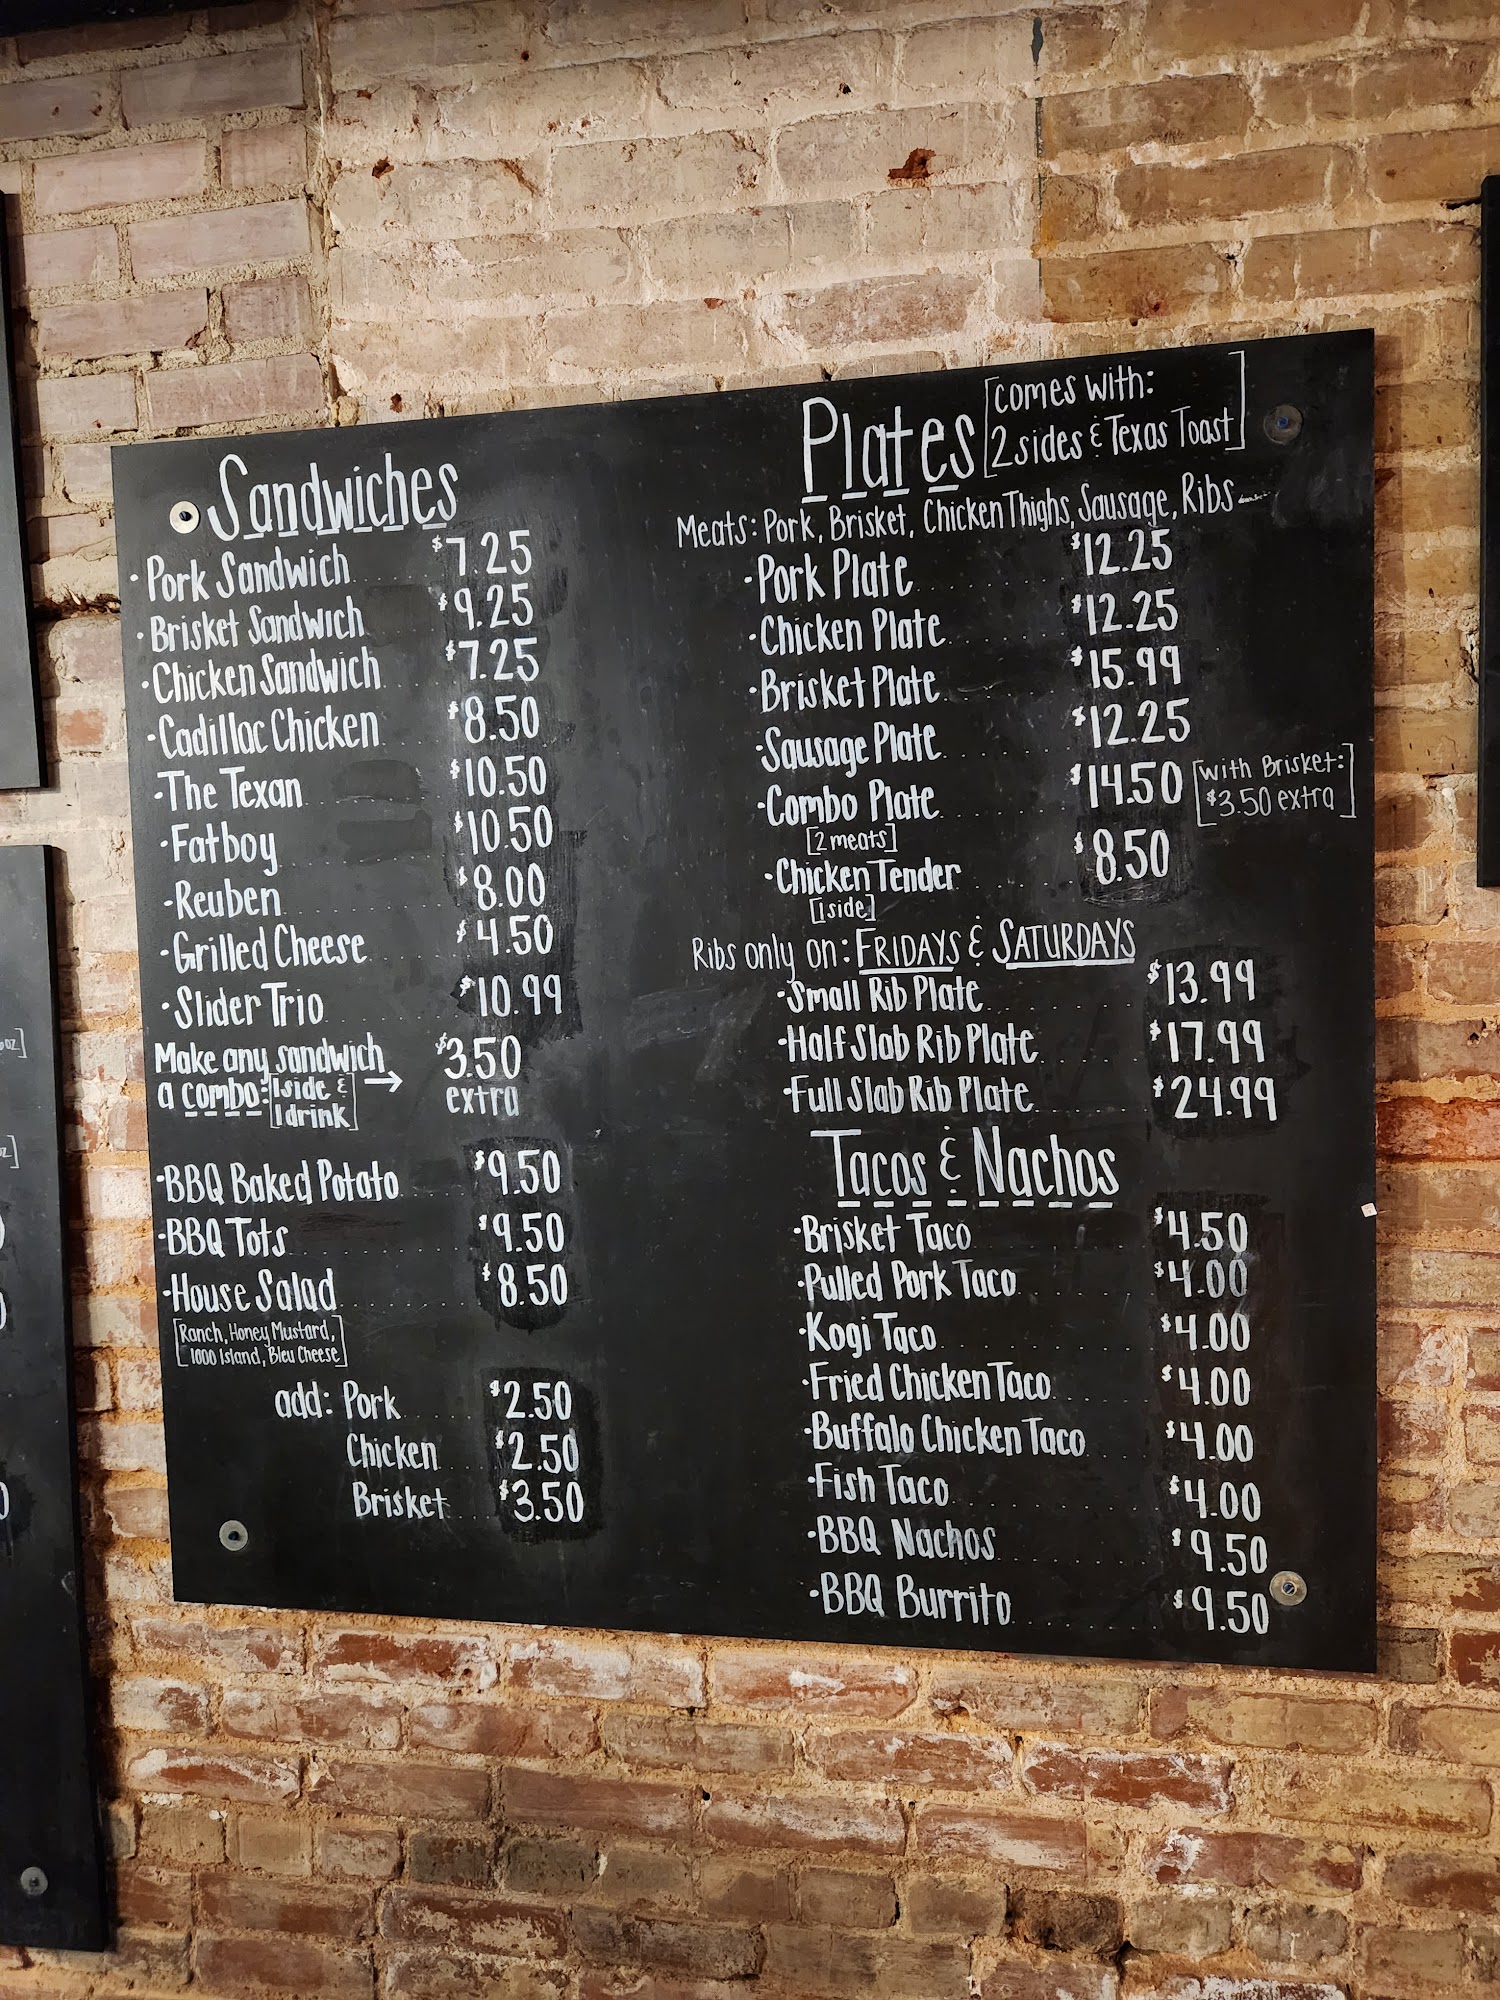 Sandwiches
·Pork Sandwich $7.25
·Brisket Sandwich $9.25
·Chicken Sandwich $7.25
·Cadillac Chicken $8.50
·The Texan $10.50
·Fatboy $10.50
·Reuben $8.00
·Grilled Cheese $4.50
·Slider Trio $10.99
Make any sandwich $3.50
a combo: [1 side & → extra
1 drink]
·BBQ Baked Potato $9.50
·BBQ Tots $9.50
·House Salad $8.50
[Ranch, Honey Mustard,
1000 Island, Bleu Cheese]
add: Pork $2.50
Chicken $2.50
Brisket $3.50
Plates [comes with:
2 sides & Texas Toast]
Meats: Pork, Brisket, Chicken Thighs, Sausage, Ribs
·Pork Plate $12.25
·Chicken Plate $12.25
·Brisket Plate $15.99
·Sausage Plate $12.25
·Combo Plate $14.50 [with Brisket:
[2 meats] $3.50 extra]
·Chicken Tender $8.50
[1 side]
Ribs only on: FRIDAYS & SATURDAYS
·Small Rib Plate $13.99
·Half Slab Rib Plate $17.99
·Full Slab Rib Plate $24.99
Tacos & Nachos
·Brisket Taco $4.50
·Pulled Pork Taco $4.00
·Kogi Taco $4.00
·Fried Chicken Taco $4.00
·Buffalo Chicken Taco $4.00
·Fish Taco $4.00
·BBQ Nachos $9.50
·BBQ Burrito $9.50